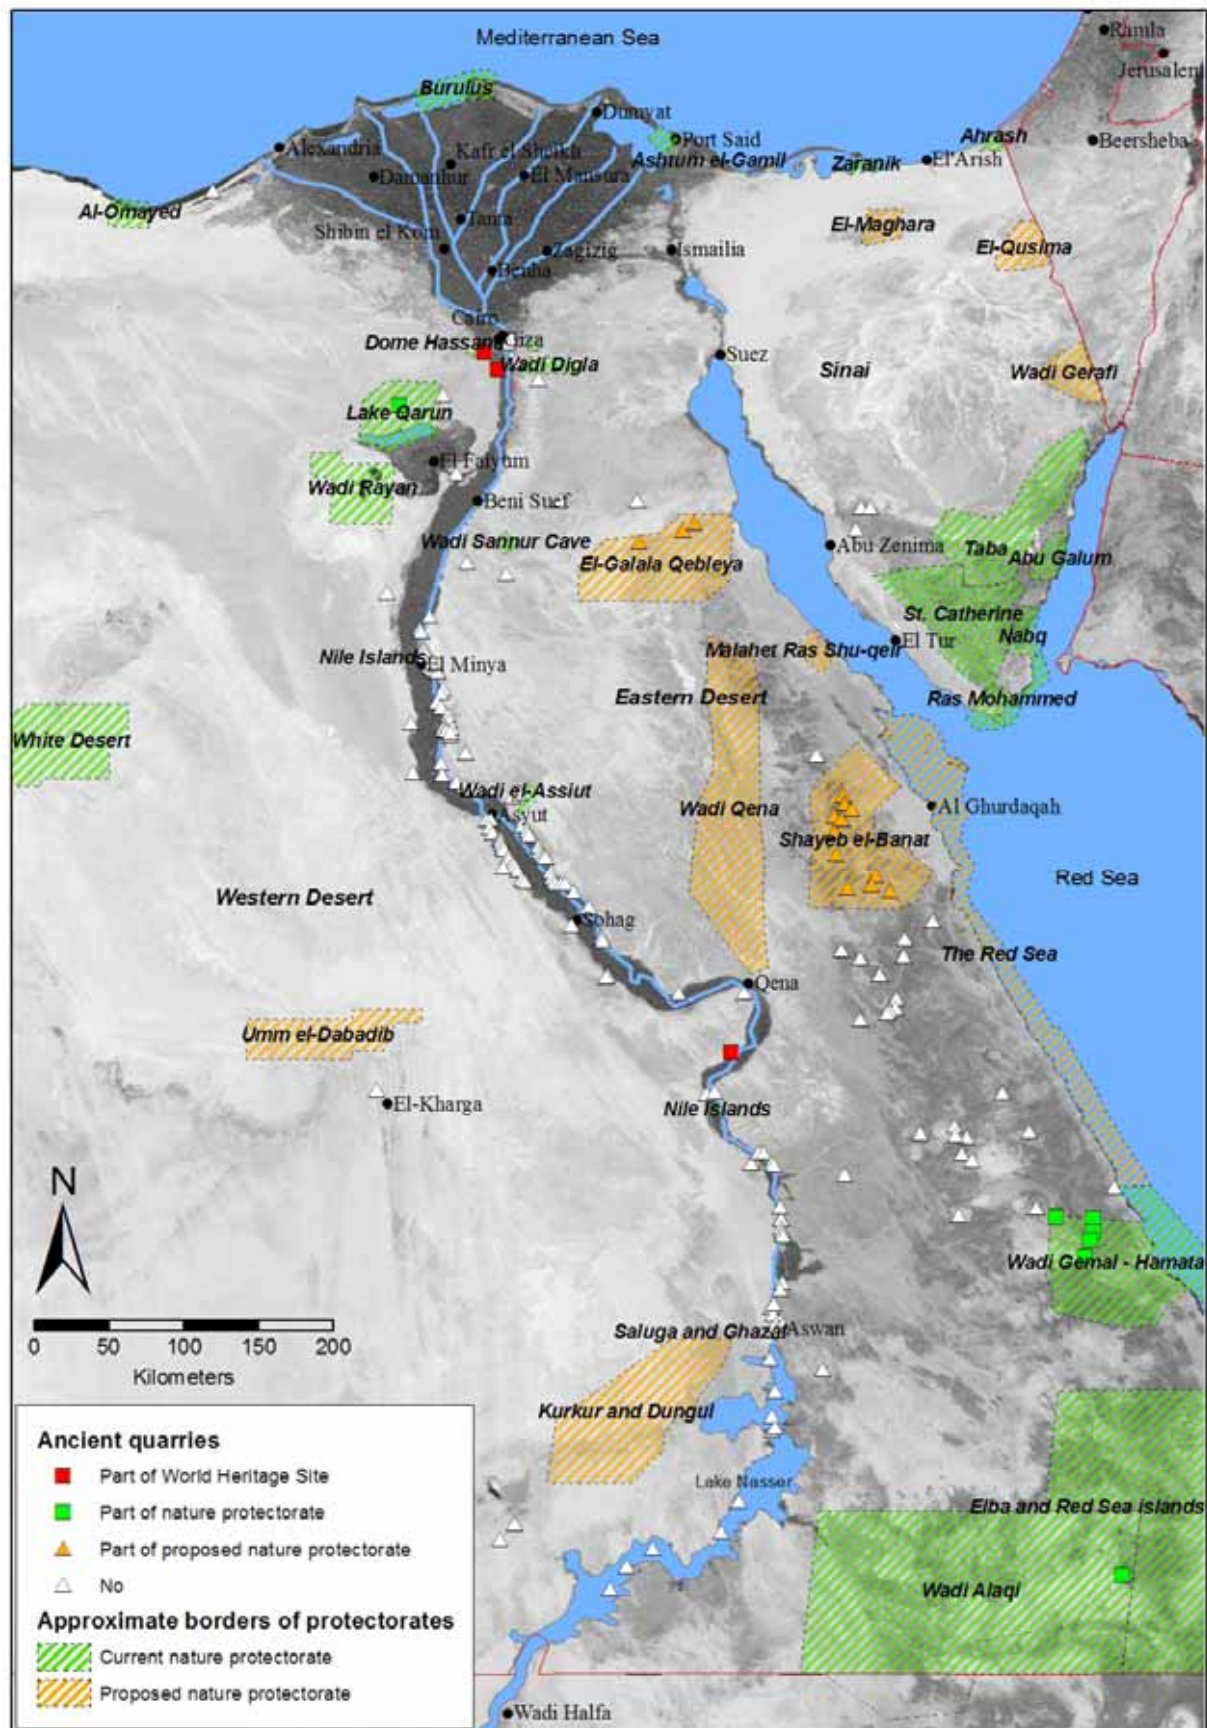 Mediterranean Sea
Ramla
Jerusalem
Burulus
Dumyat
Port Said
Ahrash
Beersheba
Alexandria
Kafr el Sheikh
Ashtum el-Gamil
Zaranik
El'Arish
Damanhur
El Mansura
Al-Omayed
Tanta
El-Maghara
Shibin el Kom
Zagizig
Ismailia
El-Qusima
Benha
Cairo
Dome Hassana
Giza
Wadi Digla
Suez
Sinai
Wadi Gerafi
Lake Qarun
El Faiyum
Wadi Rayan
Beni Suef
Wadi Sannur Cave
El-Galala Qebleya
Abu Zenima
Taba
Abu Galum
St. Catherine
Nabq
El Tur
Nile Islands
El Minya
Malahet Ras Shu-qeir
Eastern Desert
Ras Mohammed
White Desert
Wadi el-Assiut
Asyut
Wadi Qena
Al Ghurdaqah
Shayeb el-Banat
Red Sea
Western Desert
Sohag
The Red Sea
Qena
Umm el-Dabadib
El-Kharga
Nile Islands
N
Wadi Gemal - Hamata
0 50 100 150 200
Kilometers
Saluga and Ghazal
Aswan
Kurkur and Dungul
Lake Nasser
Elba and Red Sea islands
Wadi Alaqi
Wadi Halfa
Ancient quarries
Part of World Heritage Site
Part of nature protectorate
Part of proposed nature protectorate
No
Approximate borders of protectorates
Current nature protectorate
Proposed nature protectorate